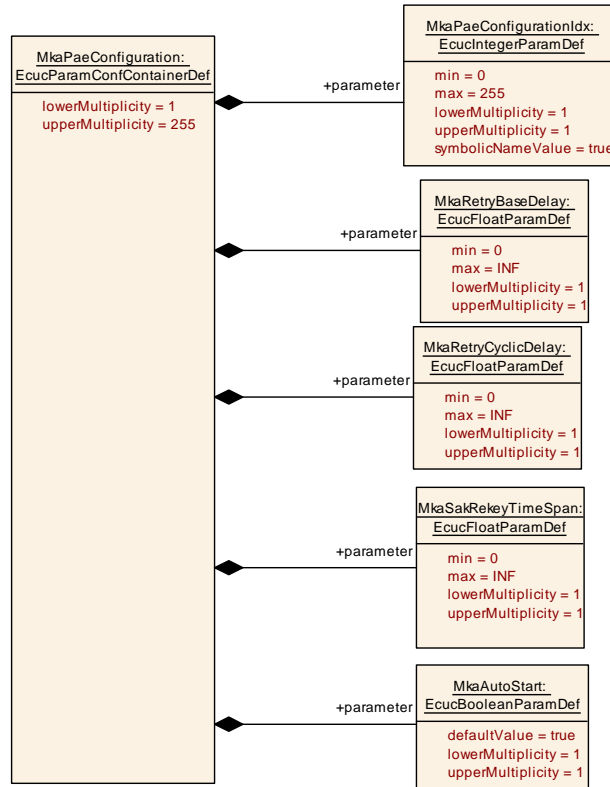 MkaPaeConfiguration:
EcucParamConfContainerDef
lowerMultiplicity = 1
upperMultiplicity = 255
+parameter
MkaPaeConfigurationIdx:
EcucIntegerParamDef
min = 0
max = 255
lowerMultiplicity = 1
upperMultiplicity = 1
symbolicNameValue = true
+parameter
MkaRetryBaseDelay:
EcucFloatParamDef
min = 0
max = INF
lowerMultiplicity = 1
upperMultiplicity = 1
+parameter
MkaRetryCyclicDelay:
EcucFloatParamDef
min = 0
max = INF
lowerMultiplicity = 1
upperMultiplicity = 1
+parameter
MkaSakRekeyTimeSpan:
EcucFloatParamDef
min = 0
max = INF
lowerMultiplicity = 1
upperMultiplicity = 1
+parameter
MkaAutoStart:
EcucBooleanParamDef
defaultValue = true
lowerMultiplicity = 1
upperMultiplicity = 1